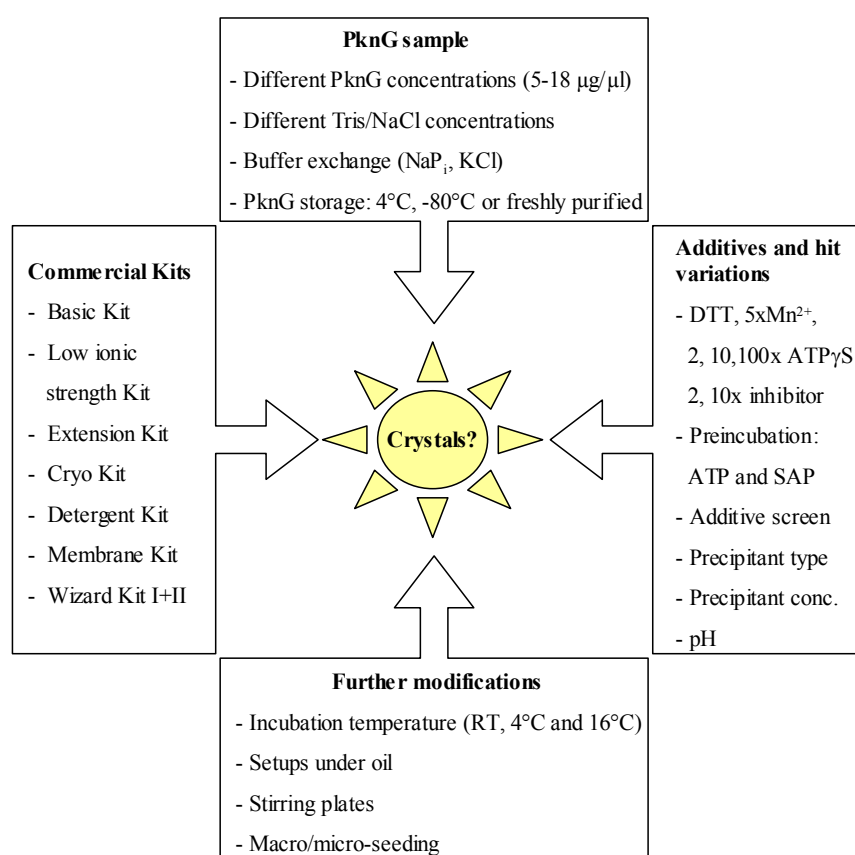 PknG sample
- Different PknG concentrations (5-18 μg/μl)
- Different Tris/NaCl concentrations
- Buffer exchange (NaPi, KCl)
- PknG storage: 4°C, -80°C or freshly purified
Commercial Kits
- Basic Kit
- Low ionic
strength Kit
- Extension Kit
- Cryo Kit
- Detergent Kit
- Membrane Kit
- Wizard Kit I+II
Crystals?
Additives and hit
variations
- DTT, 5xMn²⁺,
2, 10,100x ATPγS
2, 10x inhibitor
- Preincubation:
ATP and SAP
- Additive screen
- Precipitant type
- Precipitant conc.
- pH
Further modifications
- Incubation temperature (RT, 4°C and 16°C)
- Setups under oil
- Stirring plates
- Macro/micro-seeding